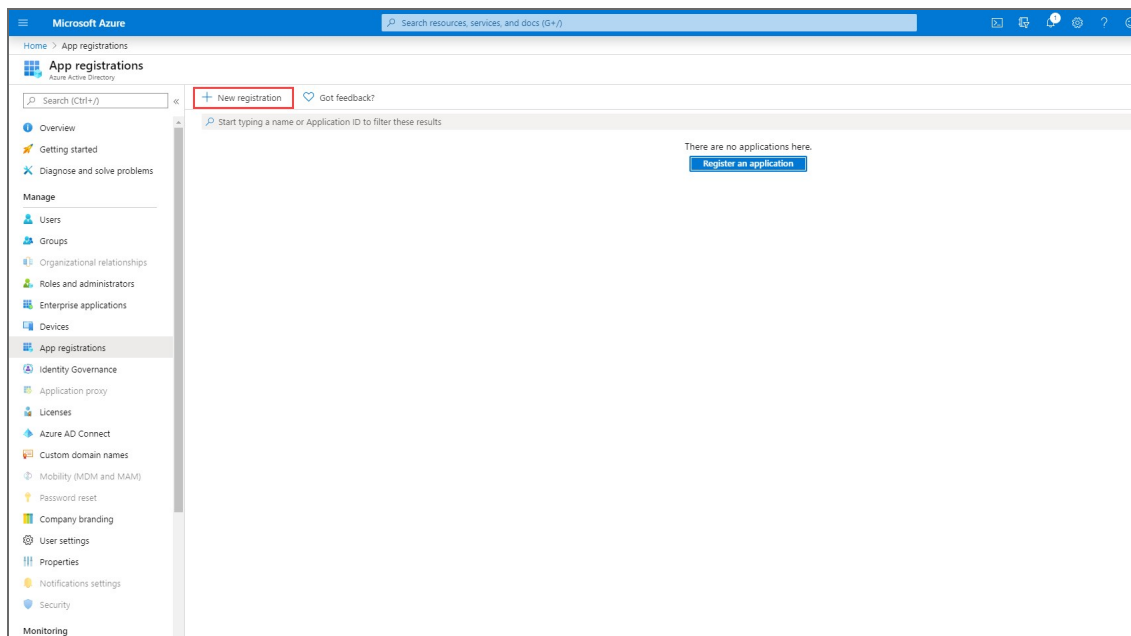 Microsoft Azure
Search resources, services, and docs (G+/)
Home > App registrations
App registrations
Azure Active Directory
Search (Ctrl+/)
«
New registration
Got feedback?
Start typing a name or Application ID to filter these results
There are no applications here.
Register an application
Overview
Getting started
Diagnose and solve problems
Manage
Users
Groups
Organizational relationships
Roles and administrators
Enterprise applications
Devices
App registrations
Identity Governance
Application proxy
Licenses
Azure AD Connect
Custom domain names
Mobility (MDM and MAM)
Password reset
Company branding
User settings
Properties
Notifications settings
Security
Monitoring